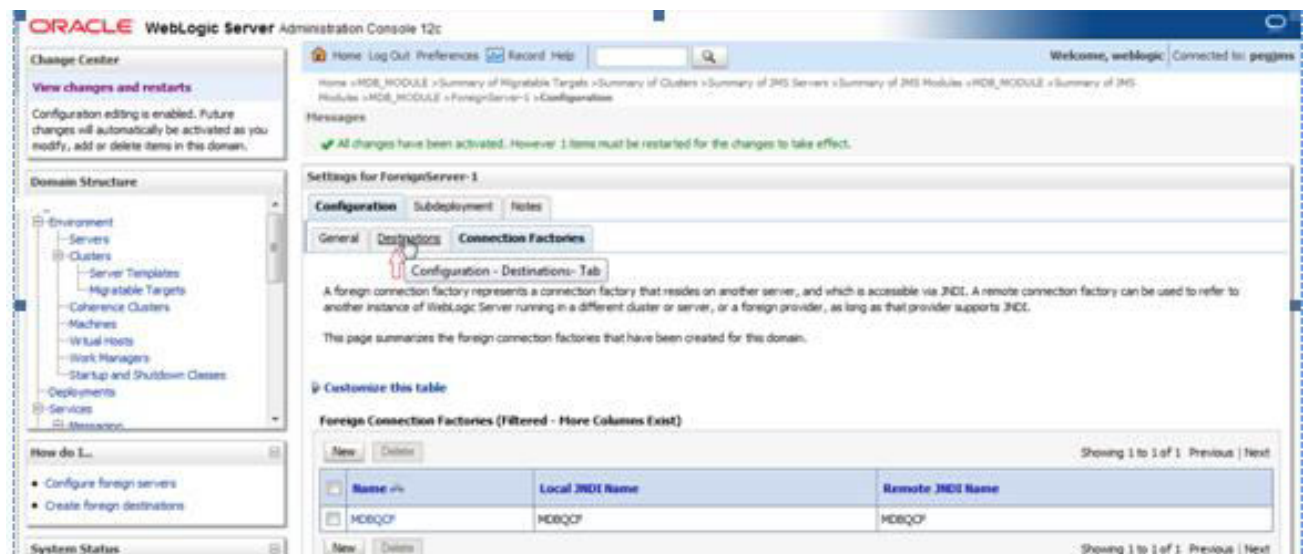 ORACLE WebLogic Server Administration Console 12c
Change Center
View changes and restarts
Configuration editing is enabled. Future
changes will automatically be activated as you
modify, add or delete items in this domain.
Domain Structure
Environment
Servers
Clusters
Server Templates
Migratable Targets
Coherence Clusters
Machines
Virtual Hosts
Work Managers
Startup and Shutdown Classes
Deployments
Services
Messaging
How do I...
Configure foreign servers
Create foreign destinations
System Status
Home Log Out Preferences Record Help
Welcome, weblogic Connected to: pegjms
Home >MDB_MODULE >Summary of Migratable Targets >Summary of Clusters >Summary of JMS Servers >Summary of JMS Modules >MDB_MODULE >Summary of JMS
Modules >MDB_MODULE >ForeignServer-1 >Configuration
Messages
All changes have been activated. However 1 items must be restarted for the changes to take effect.
Settings for ForeignServer-1
Configuration Subdeployment Notes
General Destinations Connection Factories
Configuration - Destinations- Tab
A foreign connection factory represents a connection factory that resides on another server, and which is accessible via JNDI. A remote connection factory can be used to refer to
another instance of WebLogic Server running in a different cluster or server, or a foreign provider, as long as that provider supports JNDI.
This page summarizes the foreign connection factories that have been created for this domain.
Customize this table
Foreign Connection Factories (Filtered - More Columns Exist)
New Delete Showing 1 to 1 of 1 Previous | Next
Name Local JNDI Name Remote JNDI Name
MDBQCF MDBQCF MDBQCF
New Delete Showing 1 to 1 of 1 Previous | Next